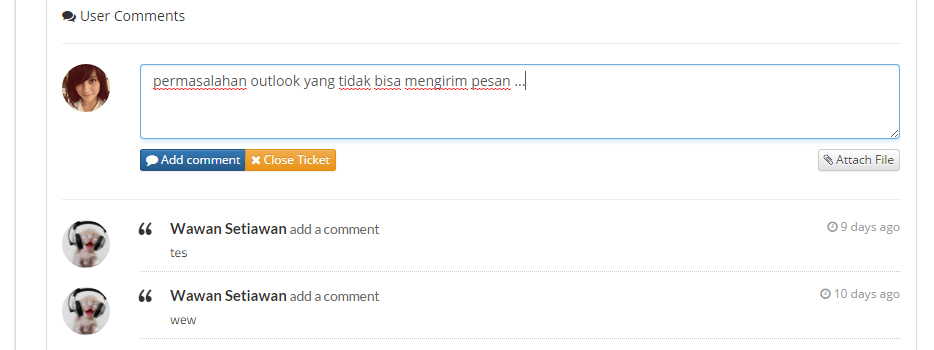 User Comments
permasalahan outlook yang tidak bisa mengirim pesan ...
Add comment Close Ticket Attach File
Wawan Setiawan add a comment 9 days ago
tes
Wawan Setiawan add a comment 10 days ago
wew